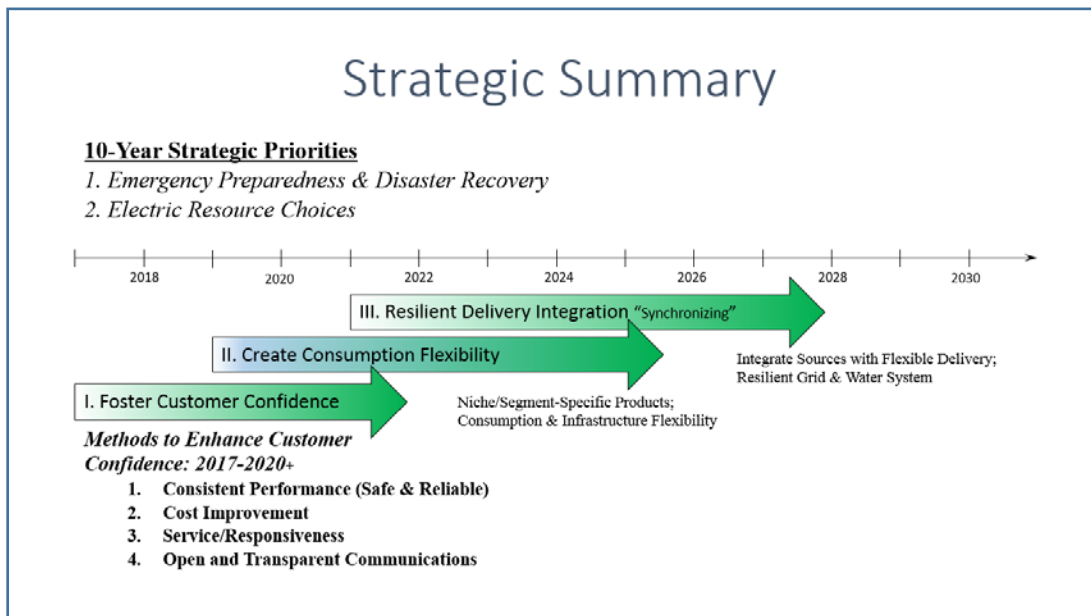 Strategic Summary
10-Year Strategic Priorities
1. Emergency Preparedness & Disaster Recovery
2. Electric Resource Choices
2018 2020 2022 2024 2026 2028 2030
III. Resilient Delivery Integration "Synchronizing"
II. Create Consumption Flexibility
Integrate Sources with Flexible Delivery;
Resilient Grid & Water System
I. Foster Customer Confidence
Niche/Segment-Specific Products;
Consumption & Infrastructure Flexibility
Methods to Enhance Customer
Confidence: 2017-2020+
1. Consistent Performance (Safe & Reliable)
2. Cost Improvement
3. Service/Responsiveness
4. Open and Transparent Communications